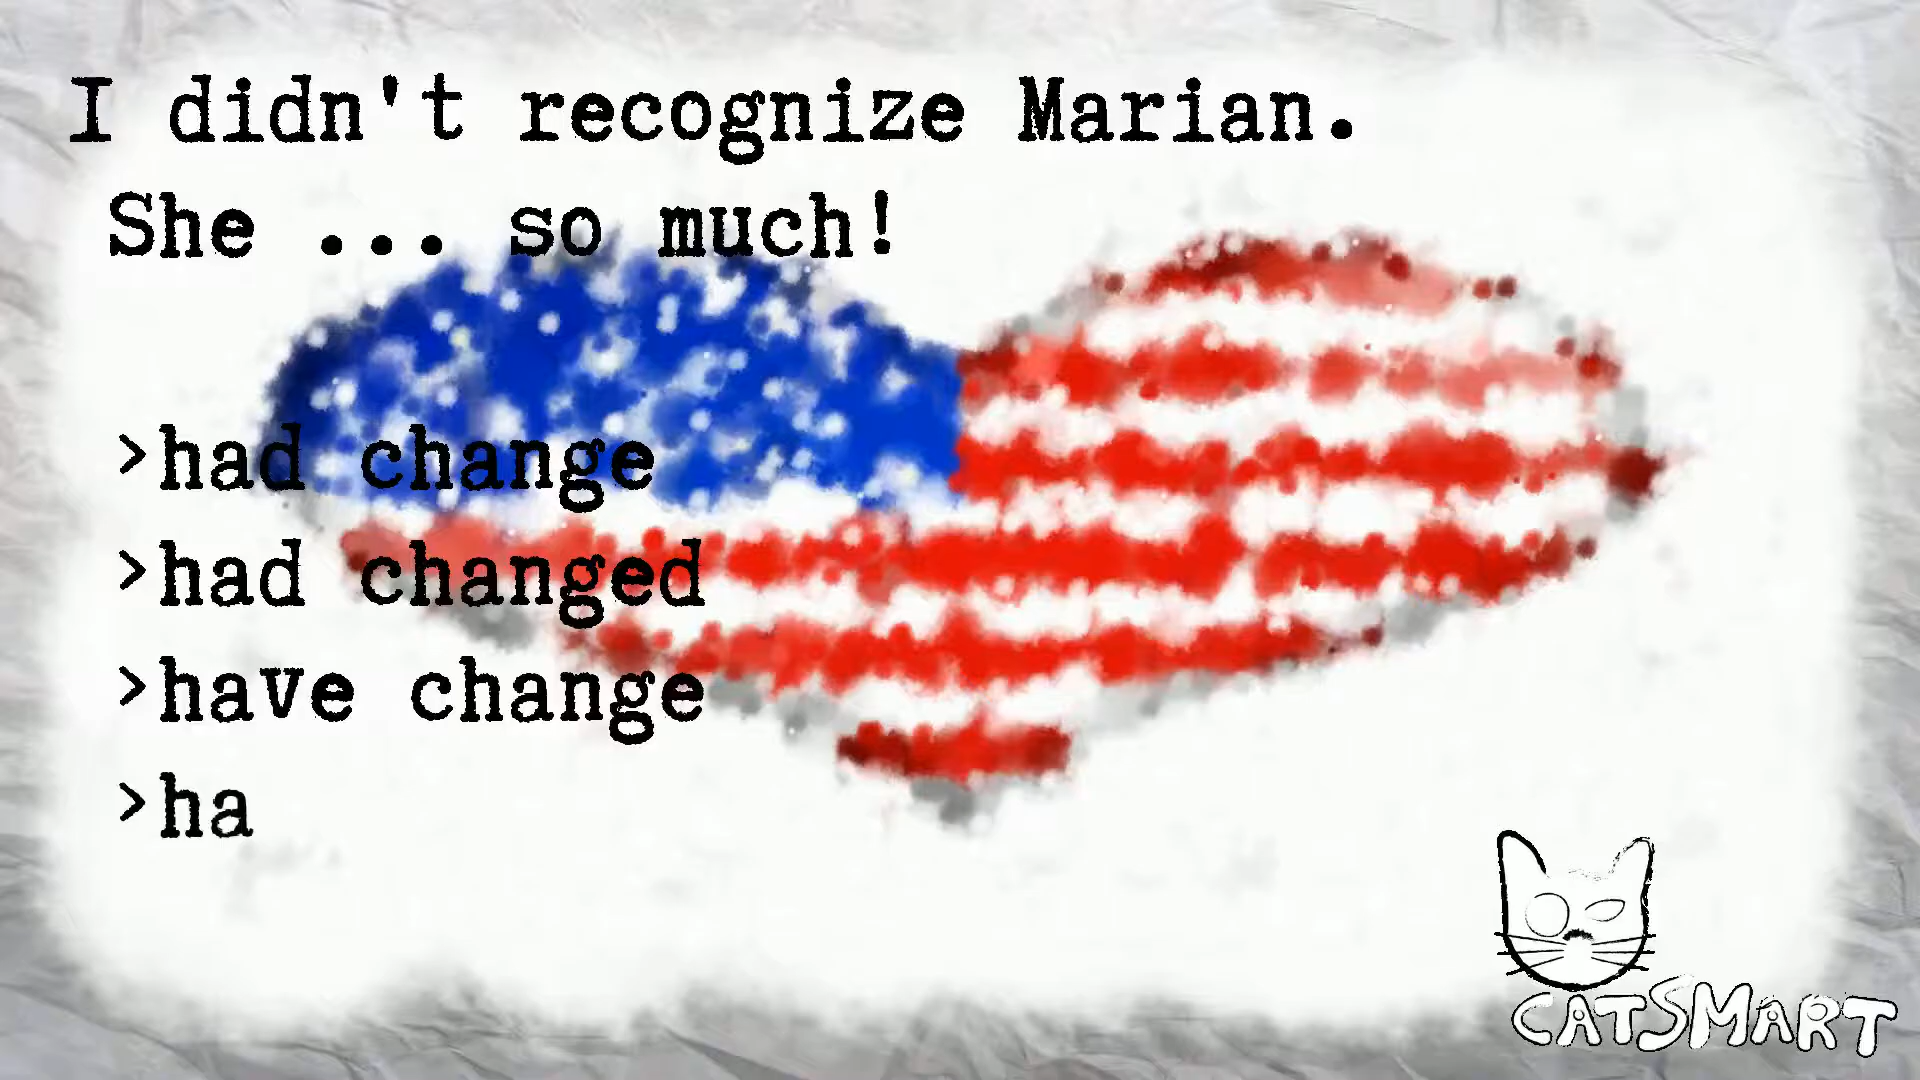 I didn't recognize Marian.
She ... so much!
>had change
>had changed
>have change
>ha
CATSMART